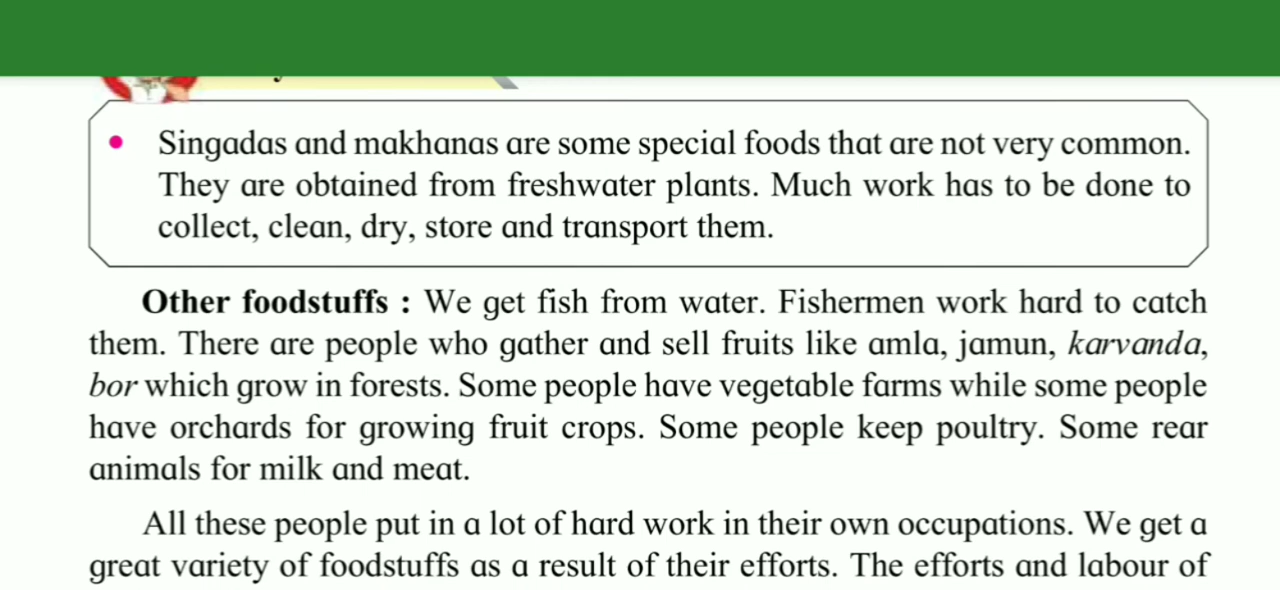 Singadas and makhanas are some special foods that are not very common.
They are obtained from freshwater plants. Much work has to be done to
collect, clean, dry, store and transport them.
Other foodstuffs : We get fish from water. Fishermen work hard to catch
them. There are people who gather and sell fruits like amla, jamun, karvanda,
bor which grow in forests. Some people have vegetable farms while some people
have orchards for growing fruit crops. Some people keep poultry. Some rear
animals for milk and meat.
All these people put in a lot of hard work in their own occupations. We get a
great variety of foodstuffs as a result of their efforts. The efforts and labour of